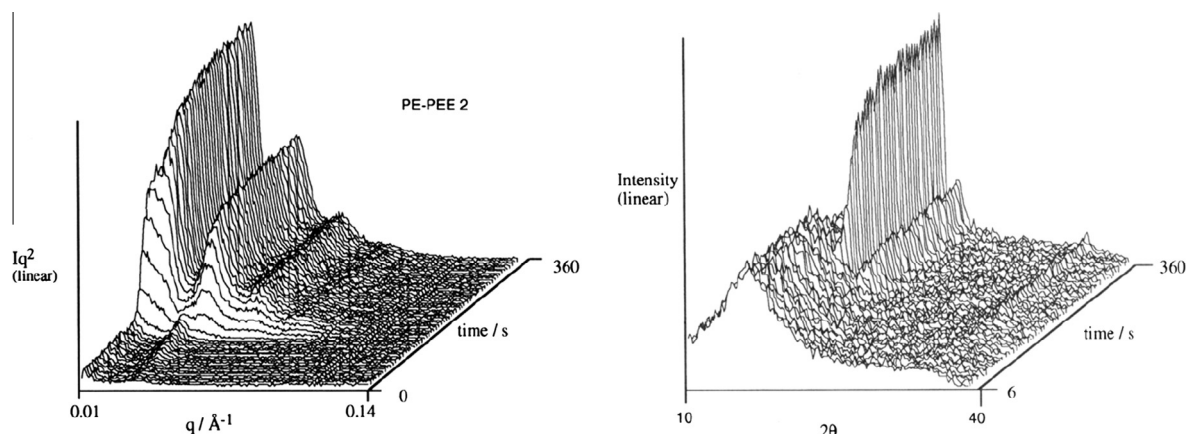 PE-PEE 2
Iq²
(linear)
360
time / s
0
0.01
0.14
q / Å⁻¹
Intensity
(linear)
360
time / s
6
10
40
2θ